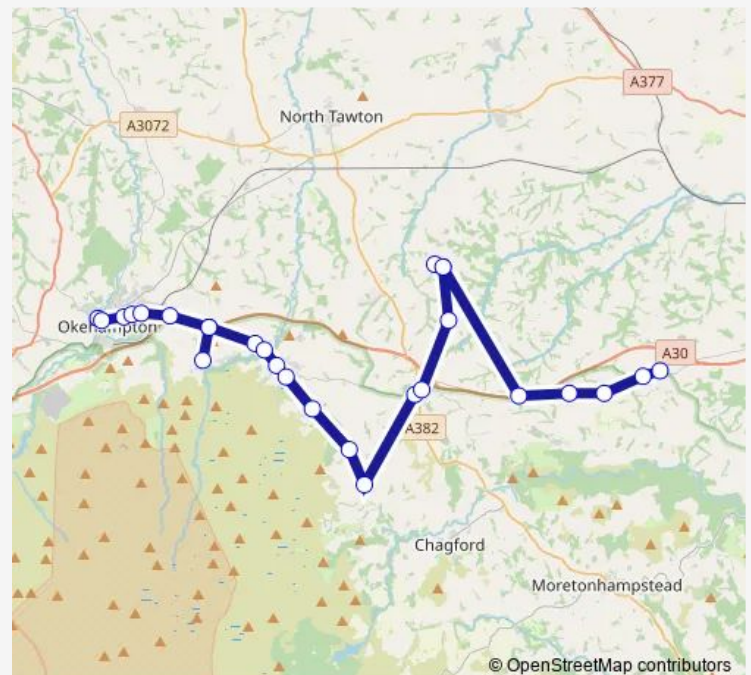 A377
North Tawton
A3072
Okehampton
A30
A382
Chagford
Moretonhampstead
© OpenStreetMap contributors